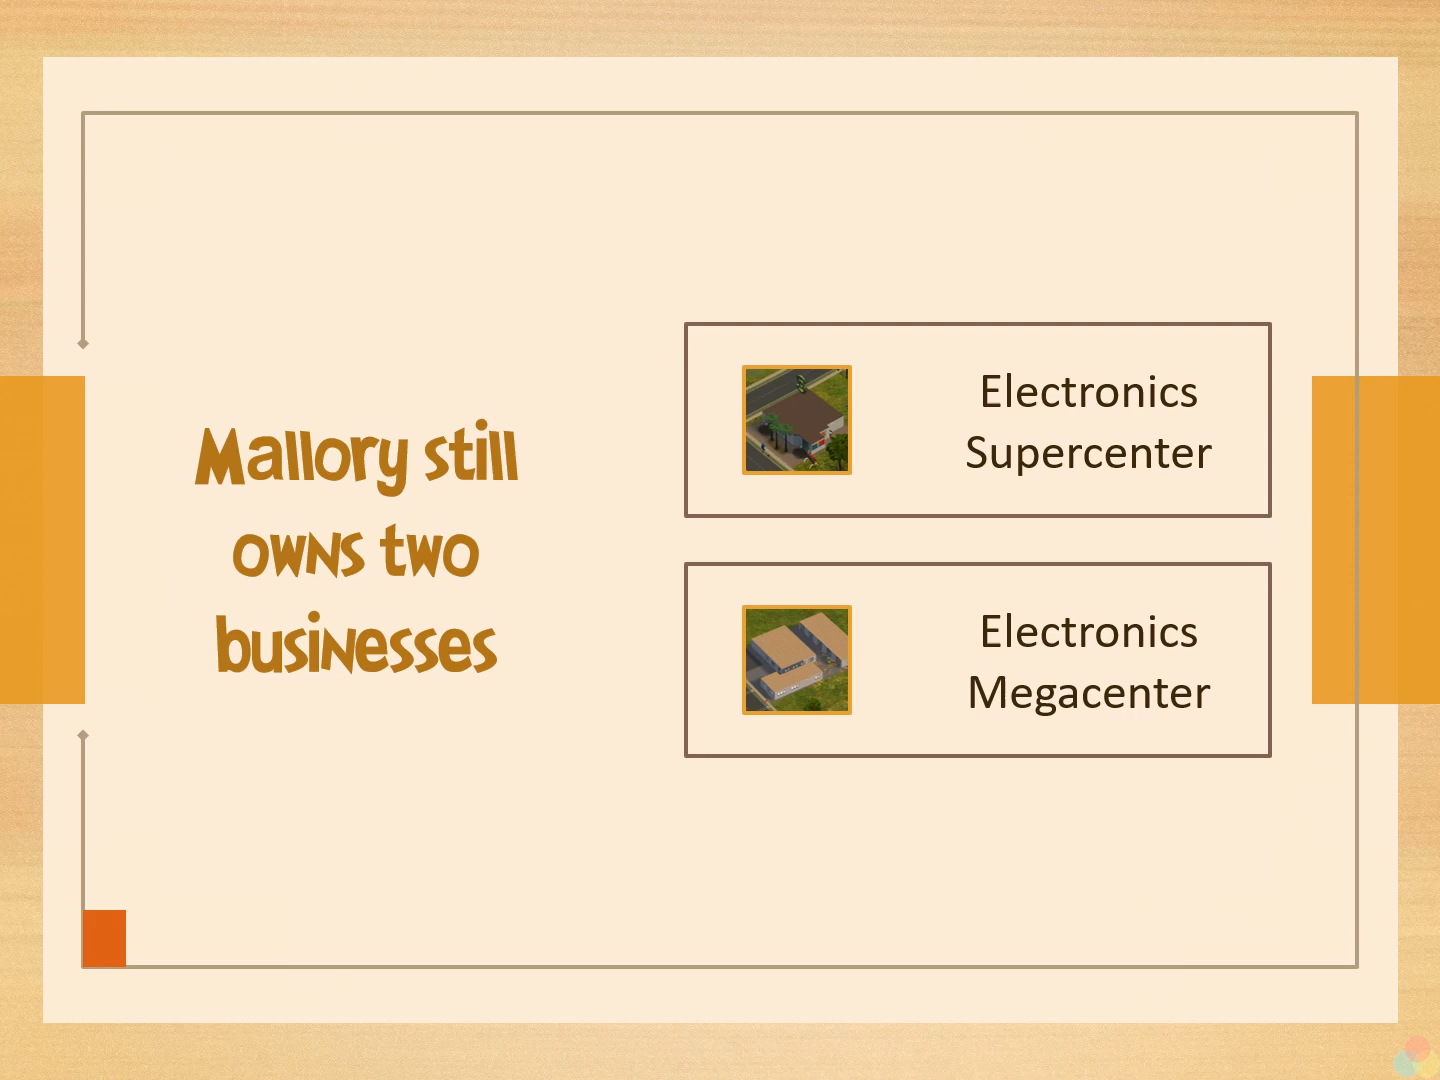 Mallory still
owns two
businesses
Electronics
Supercenter
Electronics
Megacenter